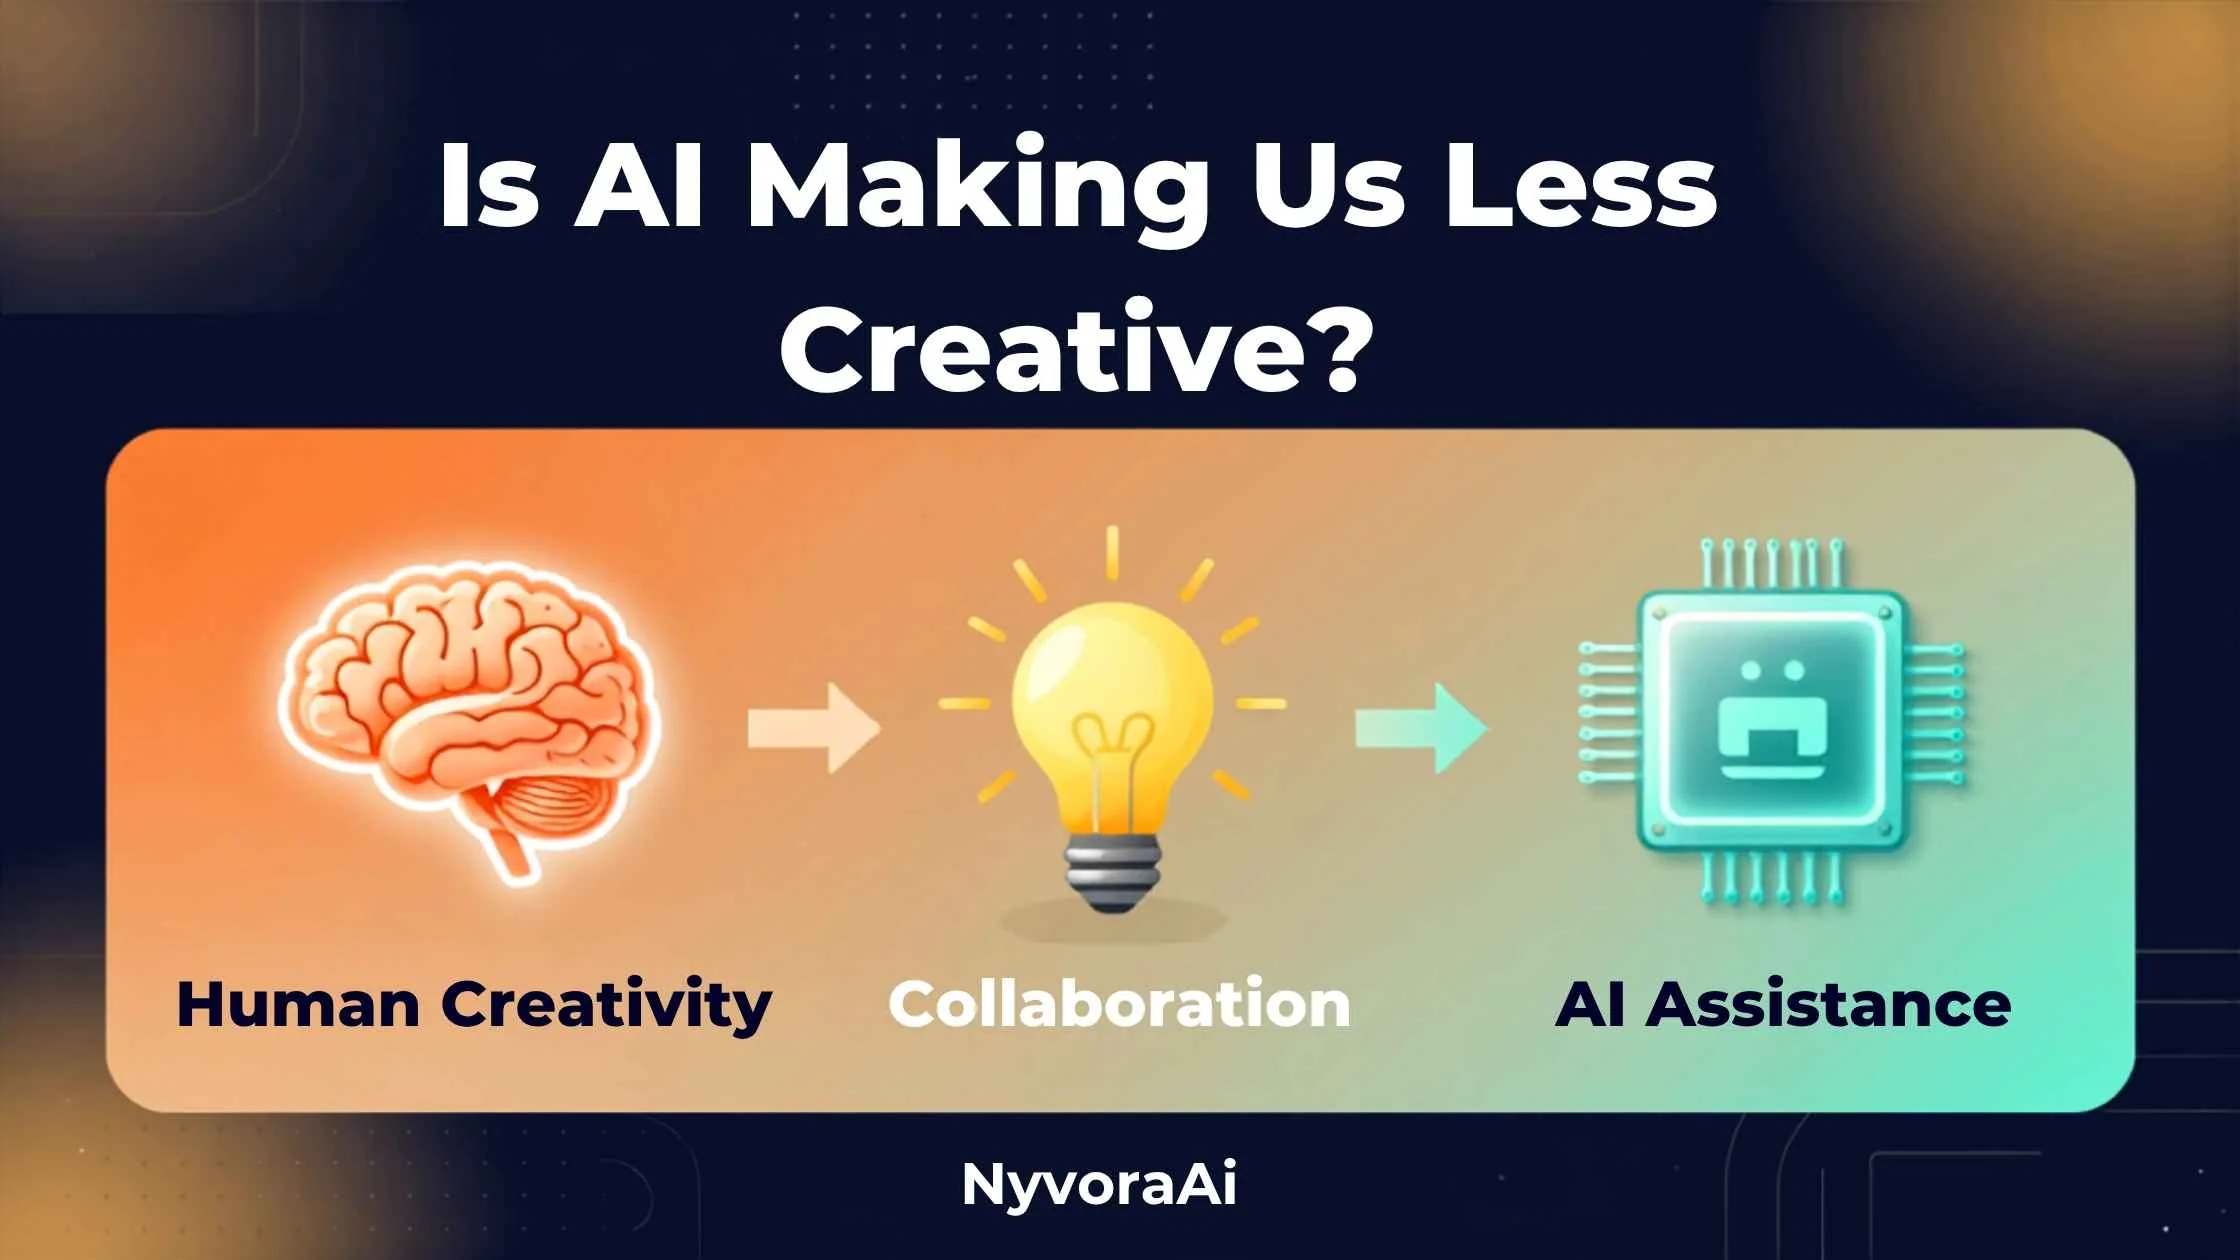 Is AI Making Us Less
Creative?
Human Creativity
Collaboration
AI Assistance
NyvoraAi